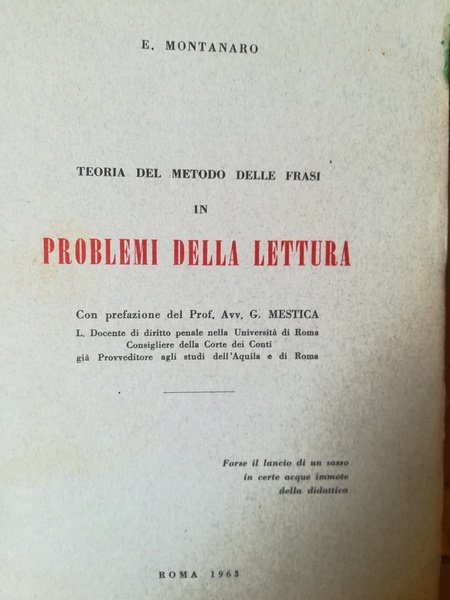 E. MONTANARO
TEORIA DEL METODO DELLE FRASI
IN
PROBLEMI DELLA LETTURA
Con prefazione del Prof. Avv. G. MESTICA
L. Docente di diritto penale nella Università di Roma
Consigliere della Corte dei Conti
già Provveditore agli studi dell'Aquila e di Roma
Forse il lancio di un sasso
in certe acque immote
della didattica
ROMA 1963